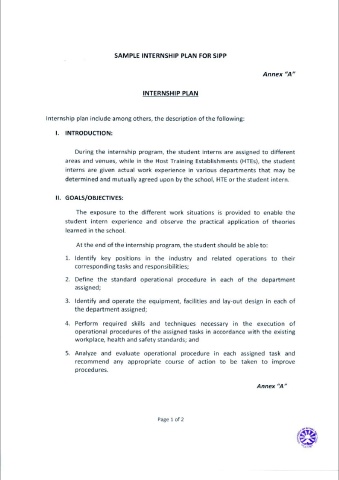 SAMPLE INTERNSHIP PLAN FOR SIPP
Annex "A"
INTERNSHIP PLAN
Internship plan include among others, the description of the following:
I. INTRODUCTION:
During the internship program, the student interns are assigned to different
areas and venues, while in the Host Training Establishments (HTEs), the student
interns are given actual work experience in various departments that may be
determined and mutually agreed upon by the school, HTE or the student intern.
II. GOALS/OBJECTIVES:
The exposure to the different work situations is provided to enable the
student intern experience and observe the practical application of theories
learned in the school.
At the end of the internship program, the student should be able to:
1. Identify key positions in the industry and related operations to their
corresponding tasks and responsibilities;
2. Define the standard operational procedure in each of the department
assigned;
3. Identify and operate the equipment, facilities and lay-out design in each of
the department assigned;
4. Perform required skills and techniques necessary in the execution of
operational procedures of the assigned tasks in accordance with the existing
workplace, health and safety standards; and
5. Analyze and evaluate operational procedure in each assigned task and
recommend any appropriate course of action to be taken to improve
procedures.
Annex "A"
Page 1 of 2